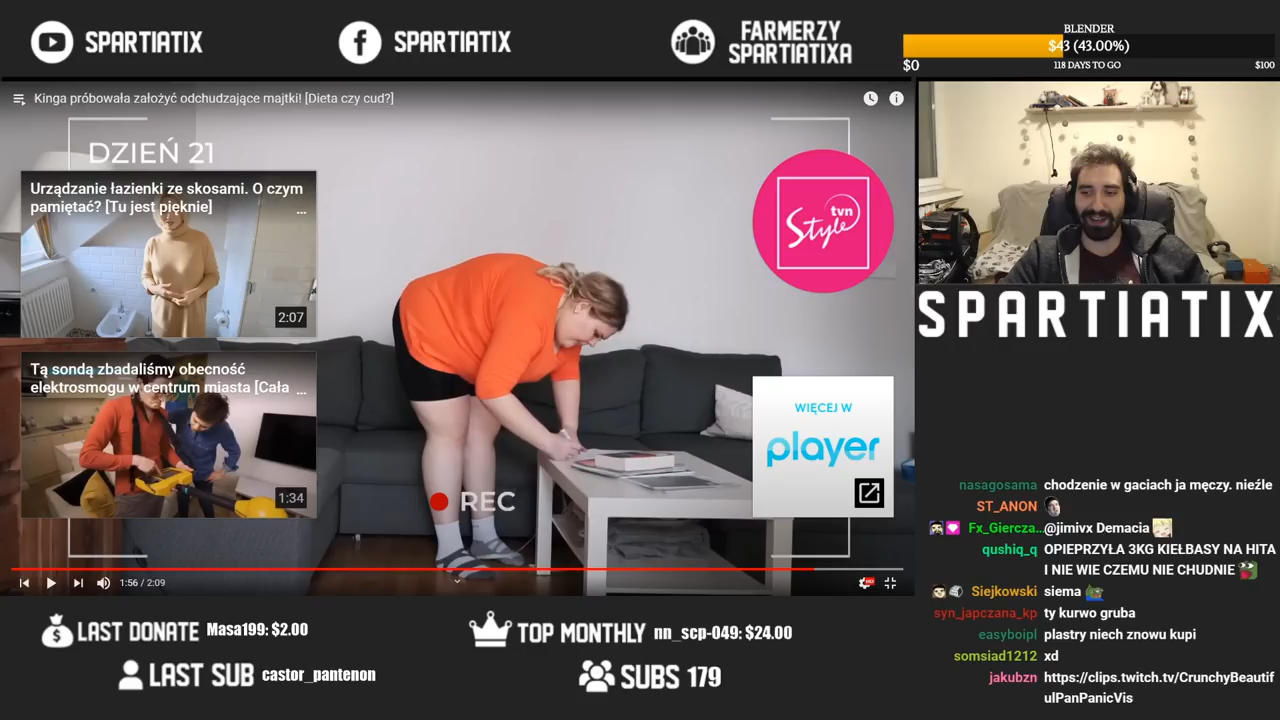 SPARTIATIX
SPARTIATIX
FARMERZY
SPARTIATIXA
BLENDER
$43 (43.00%)
$0
118 DAYS TO GO
$100
Kinga próbowała założyć odchudzające majtki! [Dieta czy cud?]
DZIEŃ 21
Urządzanie łazienki ze skosami. O czym
pamiętać? [Tu jest pięknie]
...
2:07
Tą sondą zbadaliśmy obecność
elektrosmogu w centrum miasta [Cała ...
1:34
tvn
Style
WIĘCEJ W
player
REC
1:56 / 2:09
HD
SPARTIATIX
nasagosama chodzenie w gaciach ja męczy. nieźle
ST_ANON
Fx_Giercza... @jimivx Demacia
qushiq_q OPIEPRZYŁA 3KG KIEŁBASY NA HITA
I NIE WIE CZEMU NIE CHUDNIE
Siejkowski siema
syn_japczana_kp ty kurwo gruba
easyboipl plastry niech znowu kupi
somsiad1212 xd
jakubzn https://clips.twitch.tv/CrunchyBeautif
ulPanPanicVis
LAST DONATE Masa199: $2.00
TOP MONTHLY nn_scp-049: $24.00
LAST SUB castor_pantenon
SUBS 179